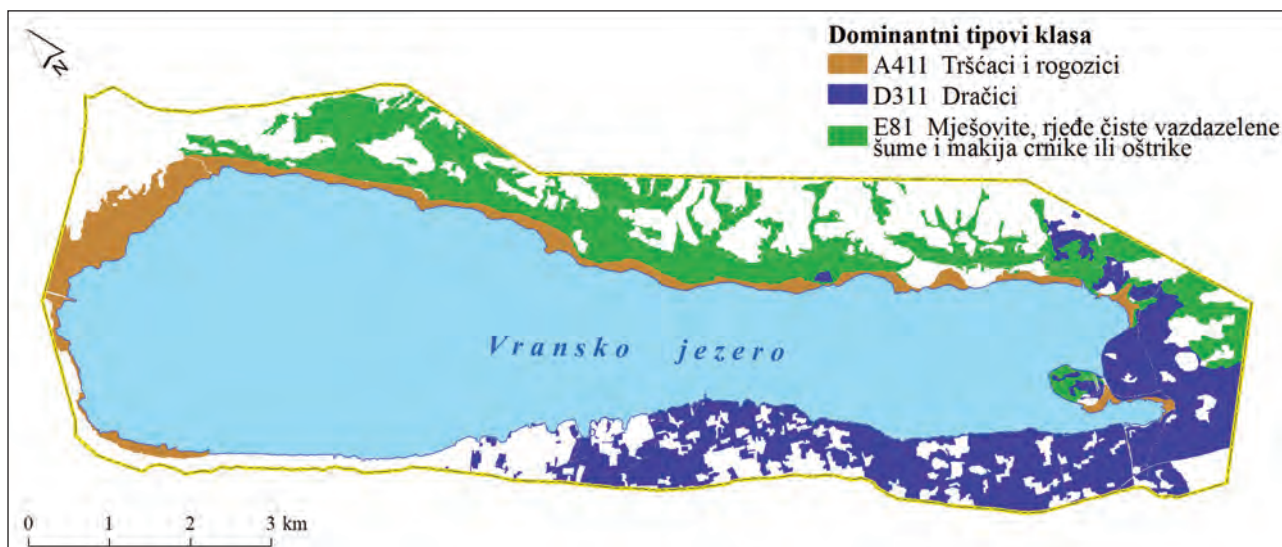 Dominantni tipovi klasa
A411 Tršćaci i rogozici
D311 Dračici
E81 Mješovite, rjeđe čiste vazdazelene
šume i makija crnike ili oštrike
N
Vransko jezero
0 1 2 3 km